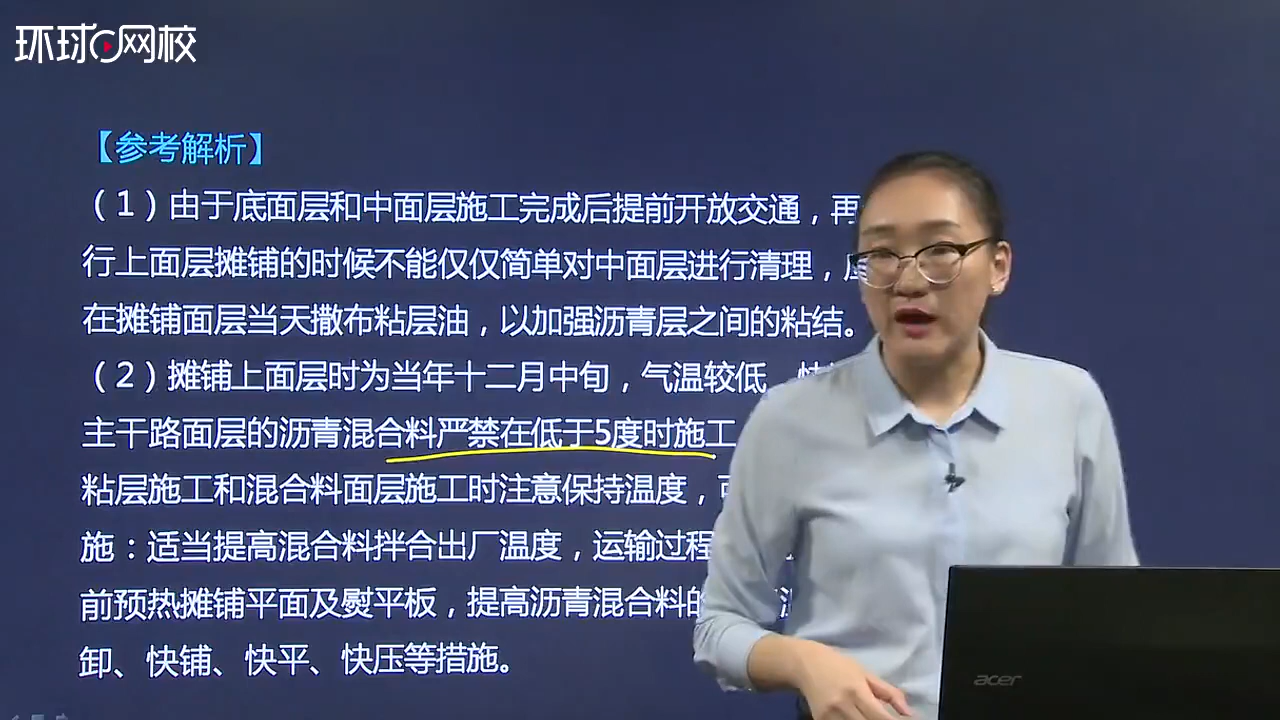 环球网校
【参考解析】
（1）由于底面层和中面层施工完成后提前开放交通，再
行上面层摊铺的时候不能仅仅简单对中面层进行清理，
在摊铺面层当天撒布粘层油，以加强沥青层之间的粘结。
（2）摊铺上面层时为当年十二月中旬，气温较低
主干路面层的沥青混合料严禁在低于5度时施工
粘层施工和混合料面层施工时注意保持温度，
施：适当提高混合料拌合出厂温度，运输过程
前预热摊铺平面及熨平板，提高沥青混合料的
卸、快铺、快平、快压等措施。
acer